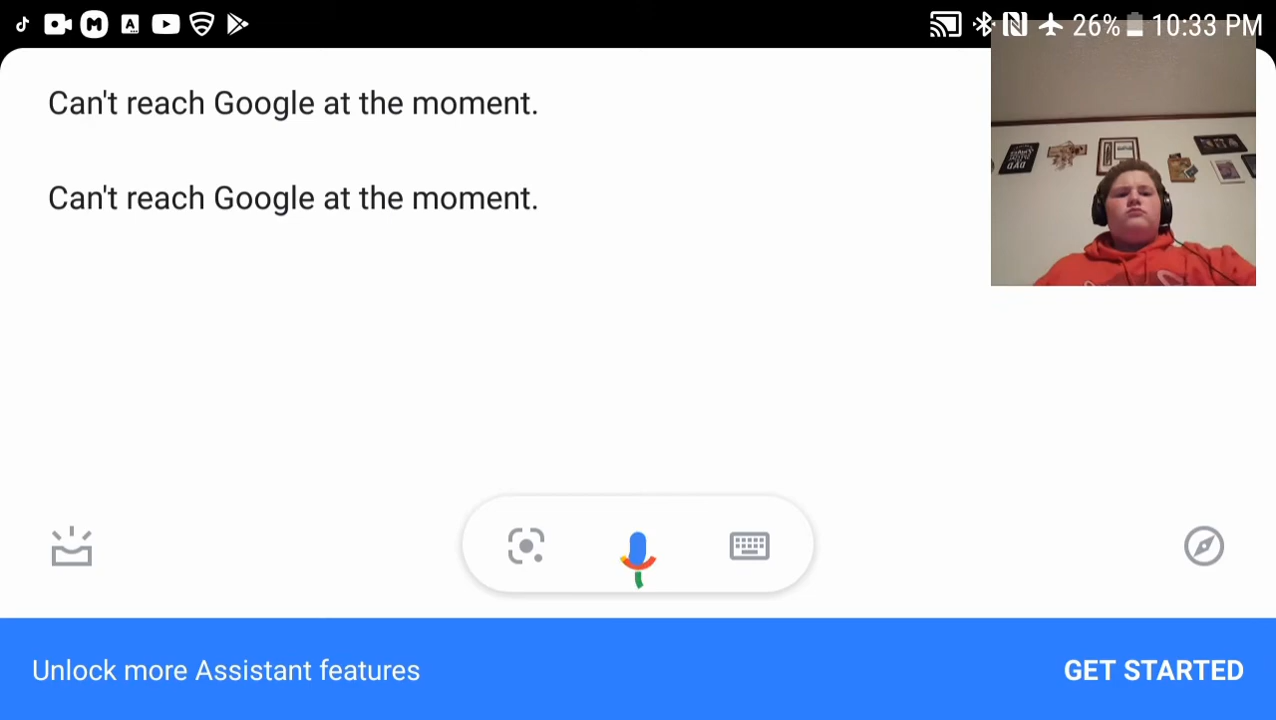 26% 10:33 PM
Can't reach Google at the moment.
Can't reach Google at the moment.
DAD
Unlock more Assistant features
GET STARTED